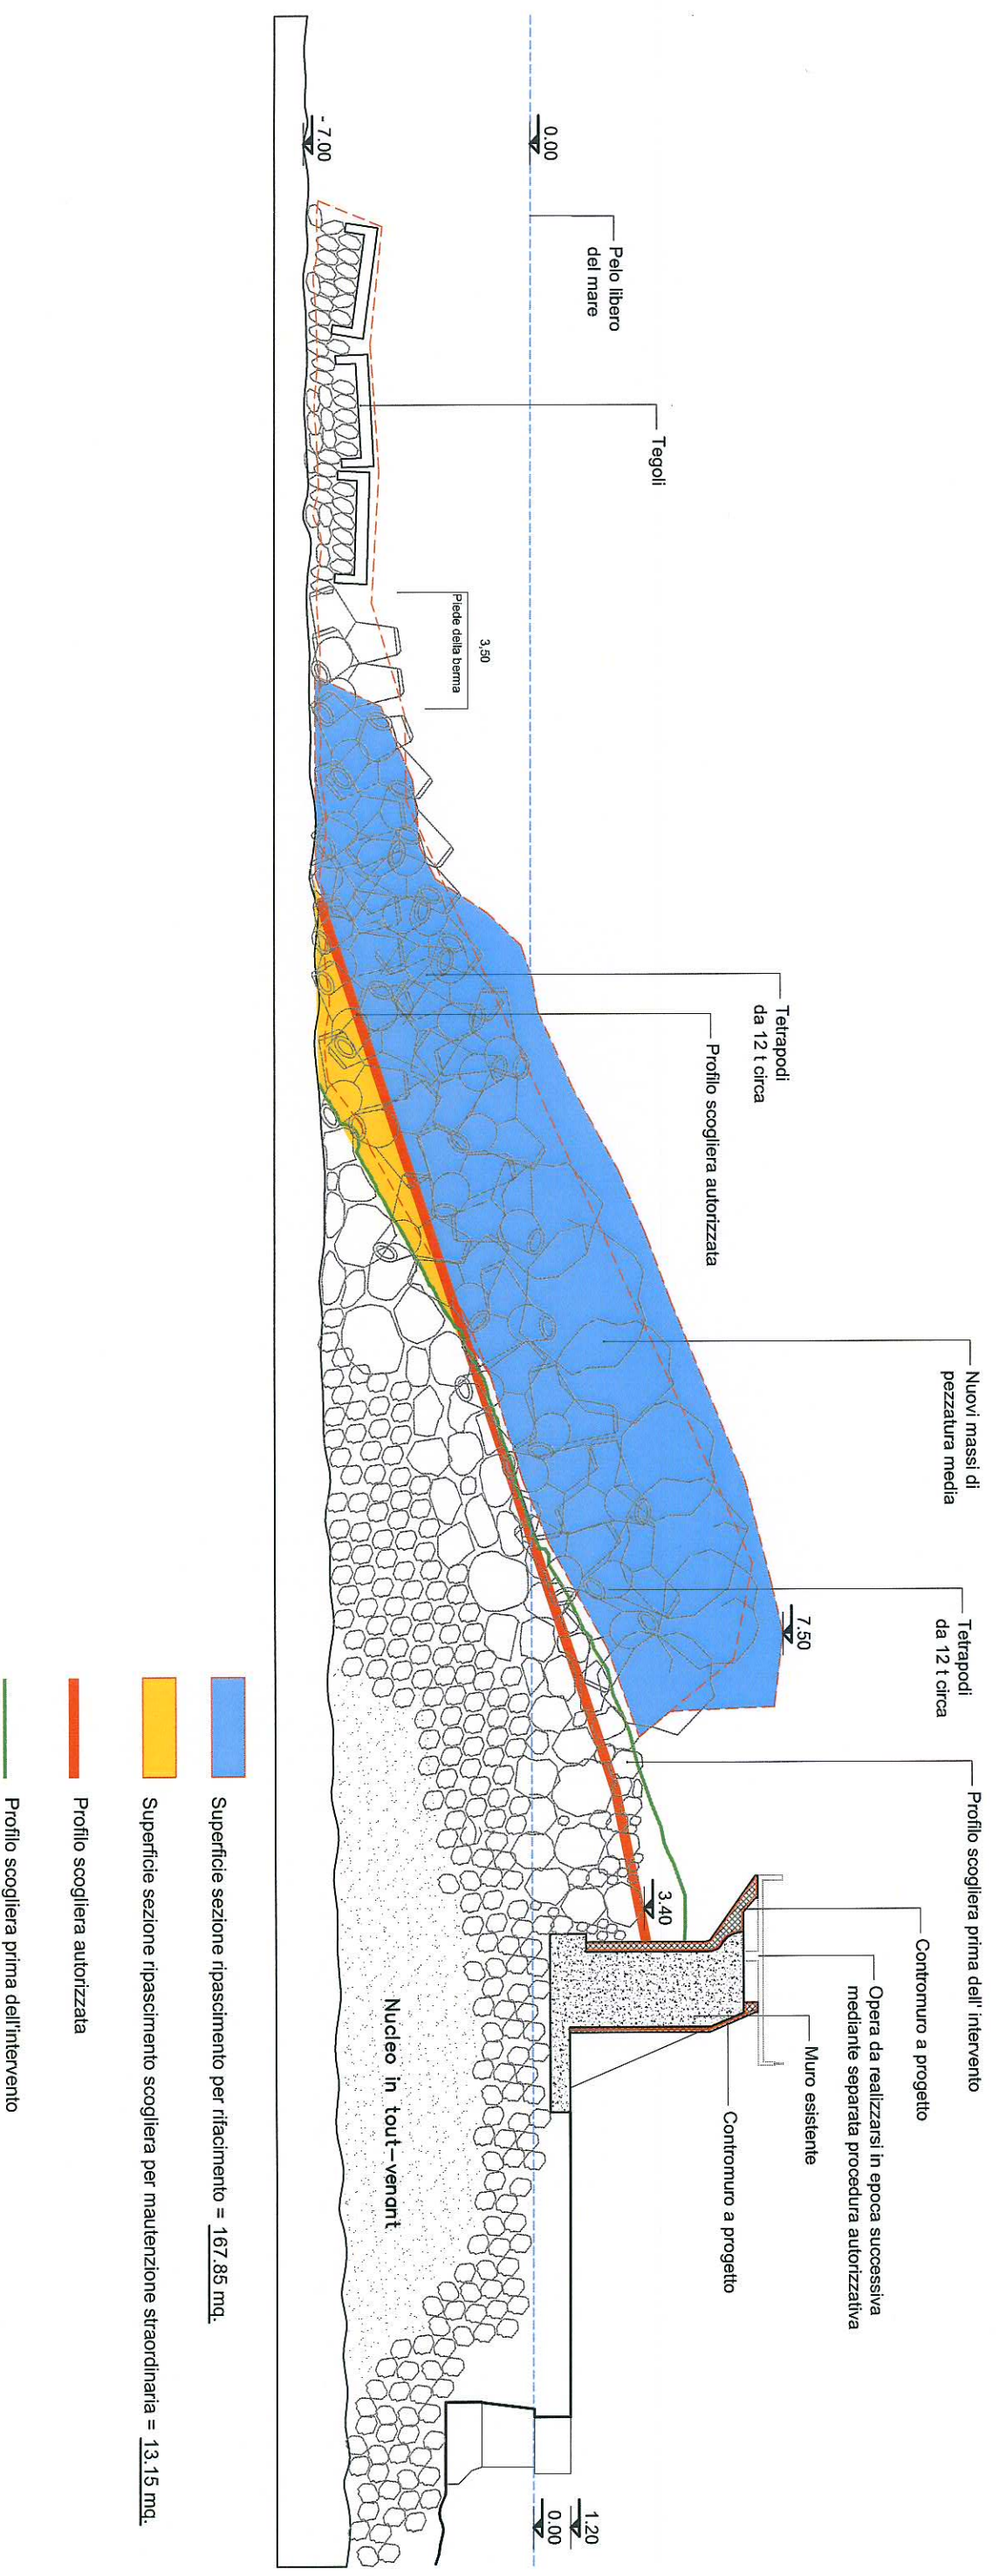 0.00
- 7.00
Pelo libero
del mare
Tegoli
3,50
Piede della berma
Tetrapodi
da 12 t circa
Profilo scogliera autorizzata
Nuovi massi di
pezzatura media
Tetrapodi
da 12 t circa
7.50
Profilo scogliera prima dell' intervento
3.40
Contromuro a progetto
Opera da realizzarsi in epoca successiva
mediante separata procedura autorizzativa
Muro esistente
Contromuro a progetto
Nucleo in tout-venant
1.20
0.00
Superficie sezione ripascimento per rifacimento = 167.85 mq.
Superficie sezione ripascimento scogliera per mautenzione straordinaria = 13.15 mq.
Profilo scogliera autorizzata
Profilo scogliera prima dell'intervento